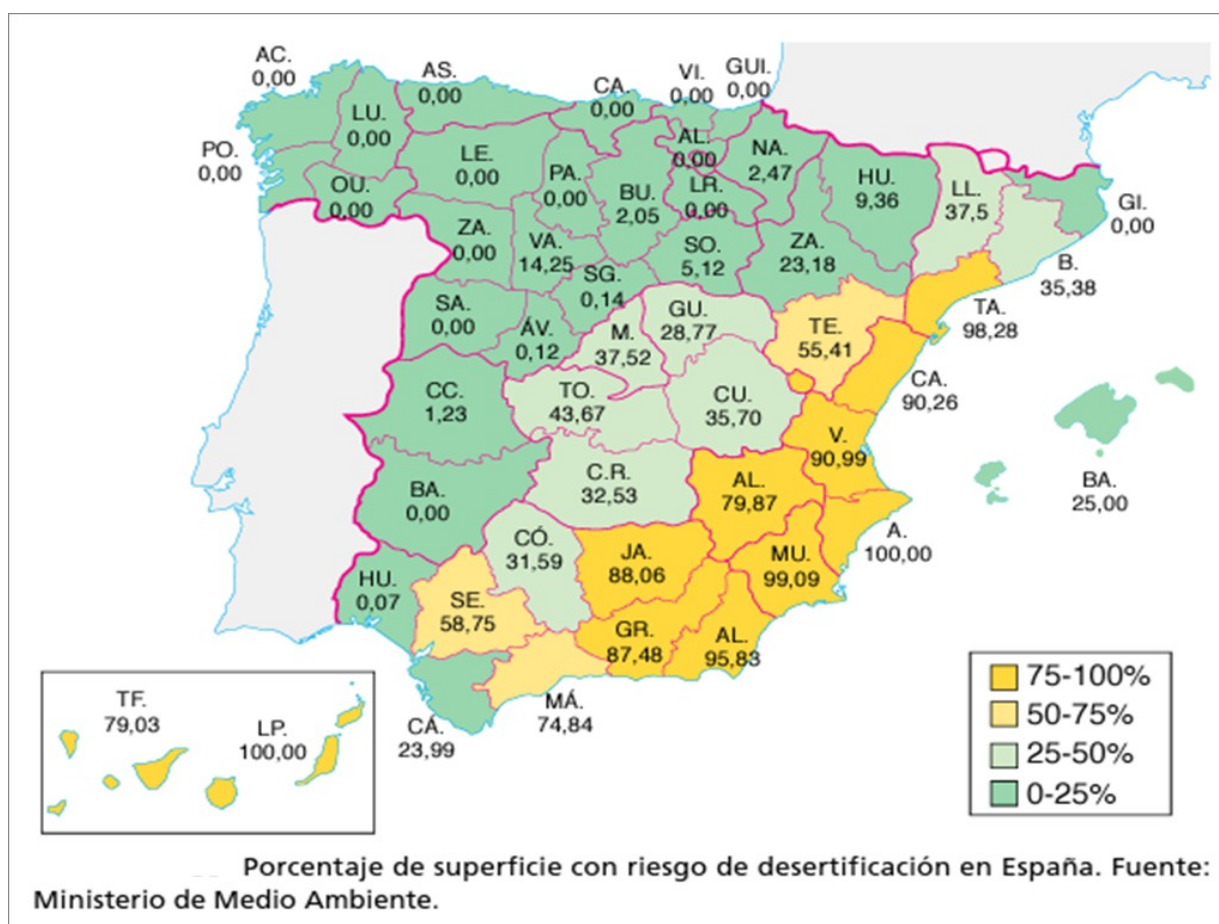 AC.
0,00
AS.
0,00
CA.
0,00
VI.
0,00
GUI.
0,00
LU.
0,00
PO.
0,00
OU.
0,00
LE.
0,00
PA.
0,00
BU.
2,05
AL.
0,00
LR.
0,00
NA.
2,47
HU.
9,36
LL.
37,5
GI.
0,00
ZA.
0,00
VA.
14,25
SO.
5,12
ZA.
23,18
B.
35,38
SG.
0,14
SA.
0,00
ÁV.
0,12
M.
37,52
GU.
28,77
TE.
55,41
TA.
98,28
CC.
1,23
TO.
43,67
CU.
35,70
CA.
90,26
V.
90,99
BA.
25,00
BA.
0,00
C.R.
32,53
AL.
79,87
A.
100,00
CÓ.
31,59
JA.
88,06
MU.
99,09
HU.
0,07
SE.
58,75
GR.
87,48
AL.
95,83
MÁ.
74,84
CÁ.
23,99
TF.
79,03
LP.
100,00
75-100%
50-75%
25-50%
0-25%
Porcentaje de superficie con riesgo de desertificación en España. Fuente:
Ministerio de Medio Ambiente.